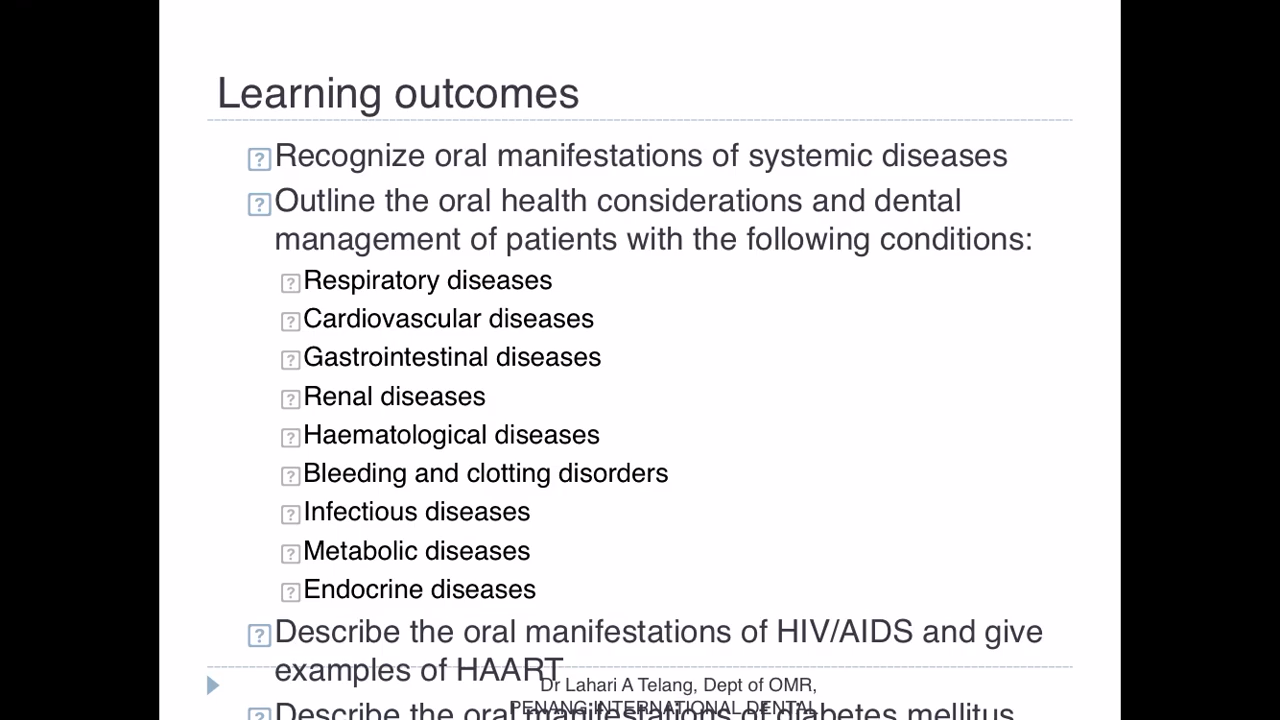 Learning outcomes
Recognize oral manifestations of systemic diseases
Outline the oral health considerations and dental
management of patients with the following conditions:
Respiratory diseases
Cardiovascular diseases
Gastrointestinal diseases
Renal diseases
Haematological diseases
Bleeding and clotting disorders
Infectious diseases
Metabolic diseases
Endocrine diseases
Describe the oral manifestations of HIV/AIDS and give
examples of HAART
Dr Lahari A Telang, Dept of OMR,
PENANG INTERNATIONAL DENTAL
Describe the oral manifestations of diabetes mellitus